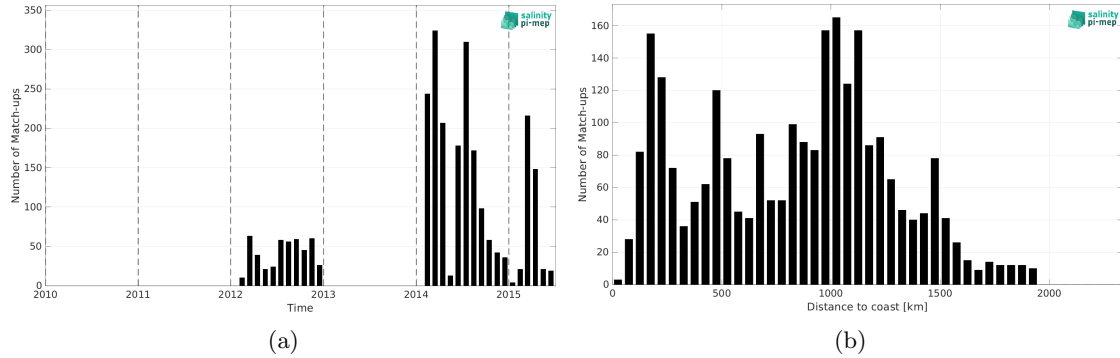 350
300
250
200
150
100
50
0
Number of Match-ups
2010
2011
2012
2013
2014
2015
Time
salinity
pi-mep
(a)
160
140
120
100
80
60
40
20
0
Number of Match-ups
0
500
1000
1500
2000
Distance to coast [km]
salinity
pi-mep
(b)